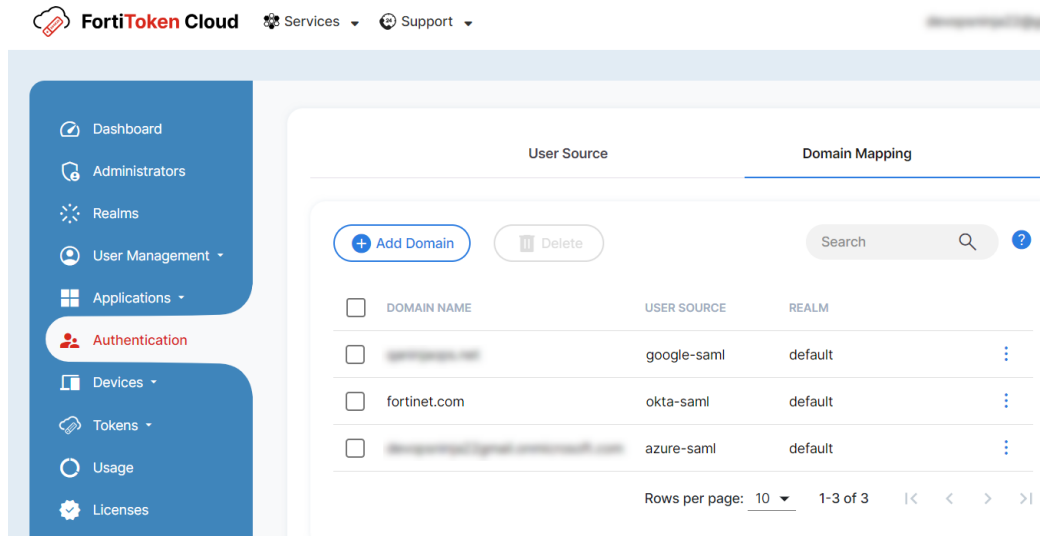 FortiToken Cloud Services Support
Dashboard
Administrators
Realms
User Management
Applications
Authentication
Devices
Tokens
Usage
Licenses
User Source Domain Mapping
Add Domain Delete Search ?
DOMAIN NAME USER SOURCE REALM
google-saml default
fortinet.com okta-saml default
azure-saml default
Rows per page: 10 1-3 of 3